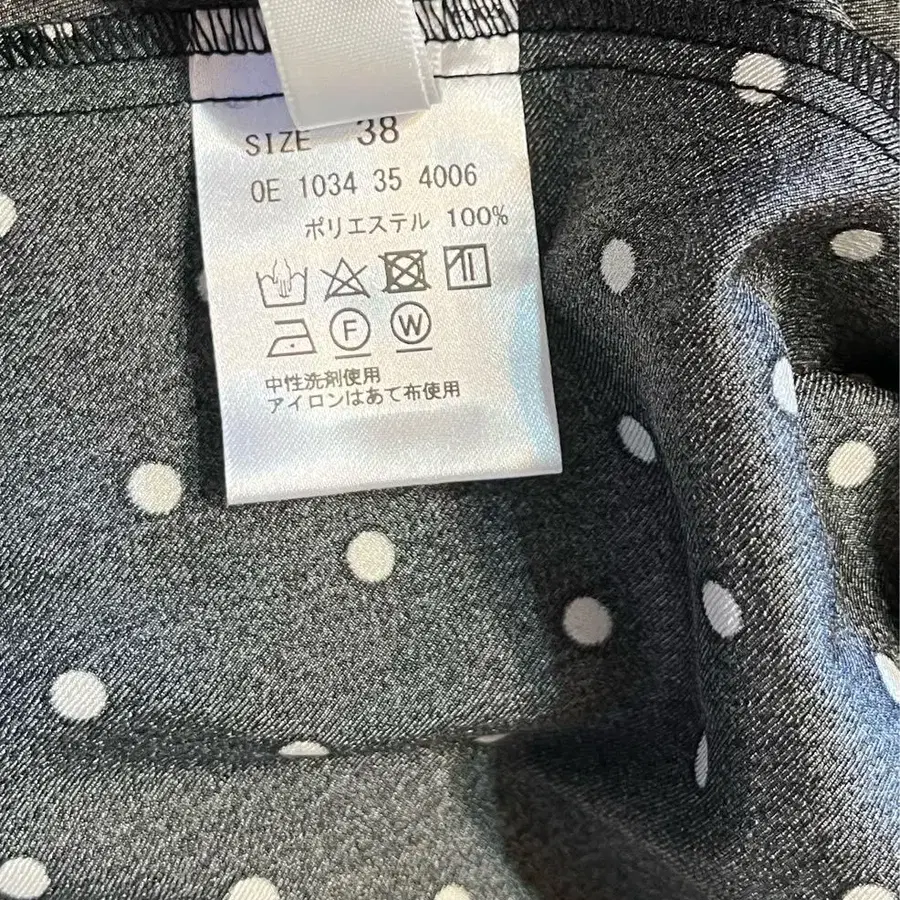 SIZE 38
OE 1034 35 4006
ポリエステル 100%
F W
中性洗剤使用
アイロンはあて布使用